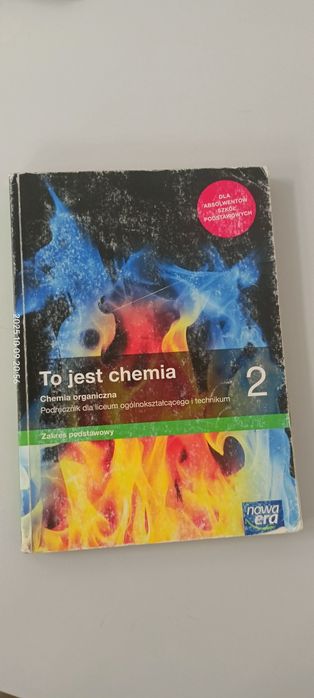 DLA
ABSOLWENTÓW
SZKÓŁ
PODSTAWOWYCH
To jest chemia
2
Chemia organiczna
Podręcznik dla liceum ogólnokształcącego i technikum
Zakres podstawowy
nowa
era
2025.10.09 20:56